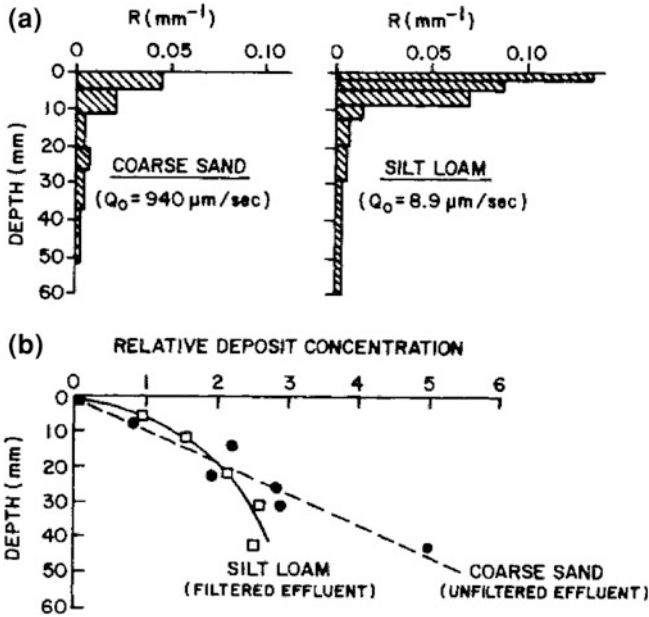 (a)
R (mm⁻¹) R (mm⁻¹)
0 0.05 0.10 0 0.05 0.10
0
10
20
30
40
50
60
DEPTH (mm)
COARSE SAND
(Q₀ = 940 μm/sec)
SILT LOAM
(Q₀ = 8.9 μm/sec)
(b)
RELATIVE DEPOSIT CONCENTRATION
0 1 2 3 4 5 6
0
10
20
30
40
50
60
DEPTH (mm)
SILT LOAM
(FILTERED EFFLUENT)
COARSE SAND
(UNFILTERED EFFLUENT)